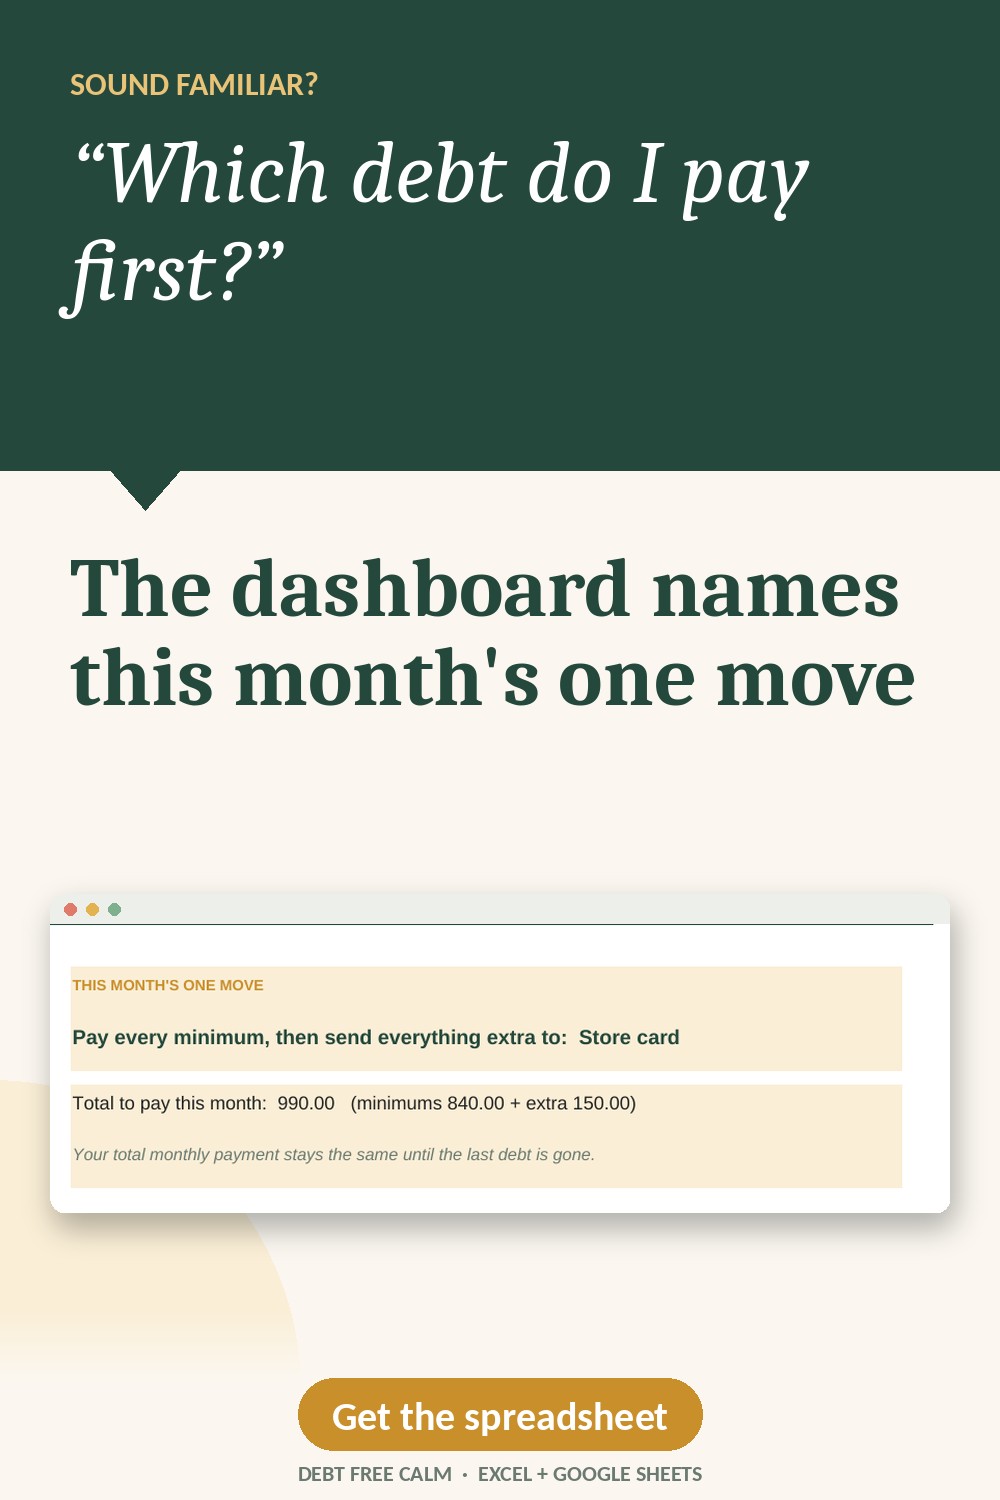 SOUND FAMILIAR?
“Which debt do I pay
first?”
The dashboard names
this month's one move
THIS MONTH'S ONE MOVE
Pay every minimum, then send everything extra to:  Store card
Total to pay this month:  990.00   (minimums 840.00 + extra 150.00)
Your total monthly payment stays the same until the last debt is gone.
Get the spreadsheet
DEBT FREE CALM · EXCEL + GOOGLE SHEETS